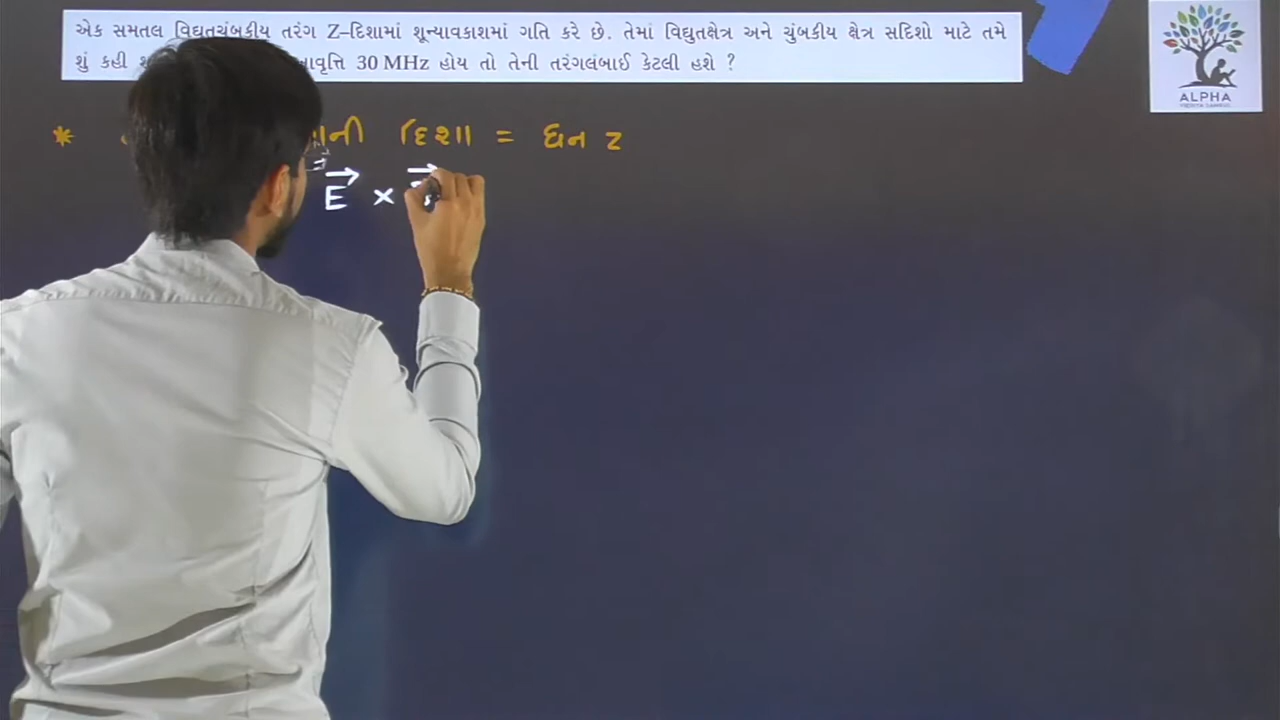 એક સમતલ વિદ્યુતચુંબકીય તરંગ Z–દિશામાં શૂન્યાવકાશમાં ગતિ કરે છે. તેમાં વિદ્યુતક્ષેત્ર અને ચુંબકીય ક્ષેત્ર સદિશો માટે તમે
શું કહી 30 MHz હોય તો તેની તરંગલંબાઈ કેટલી હશે ?
ALPHA
* દિશા = ધન z
E ×